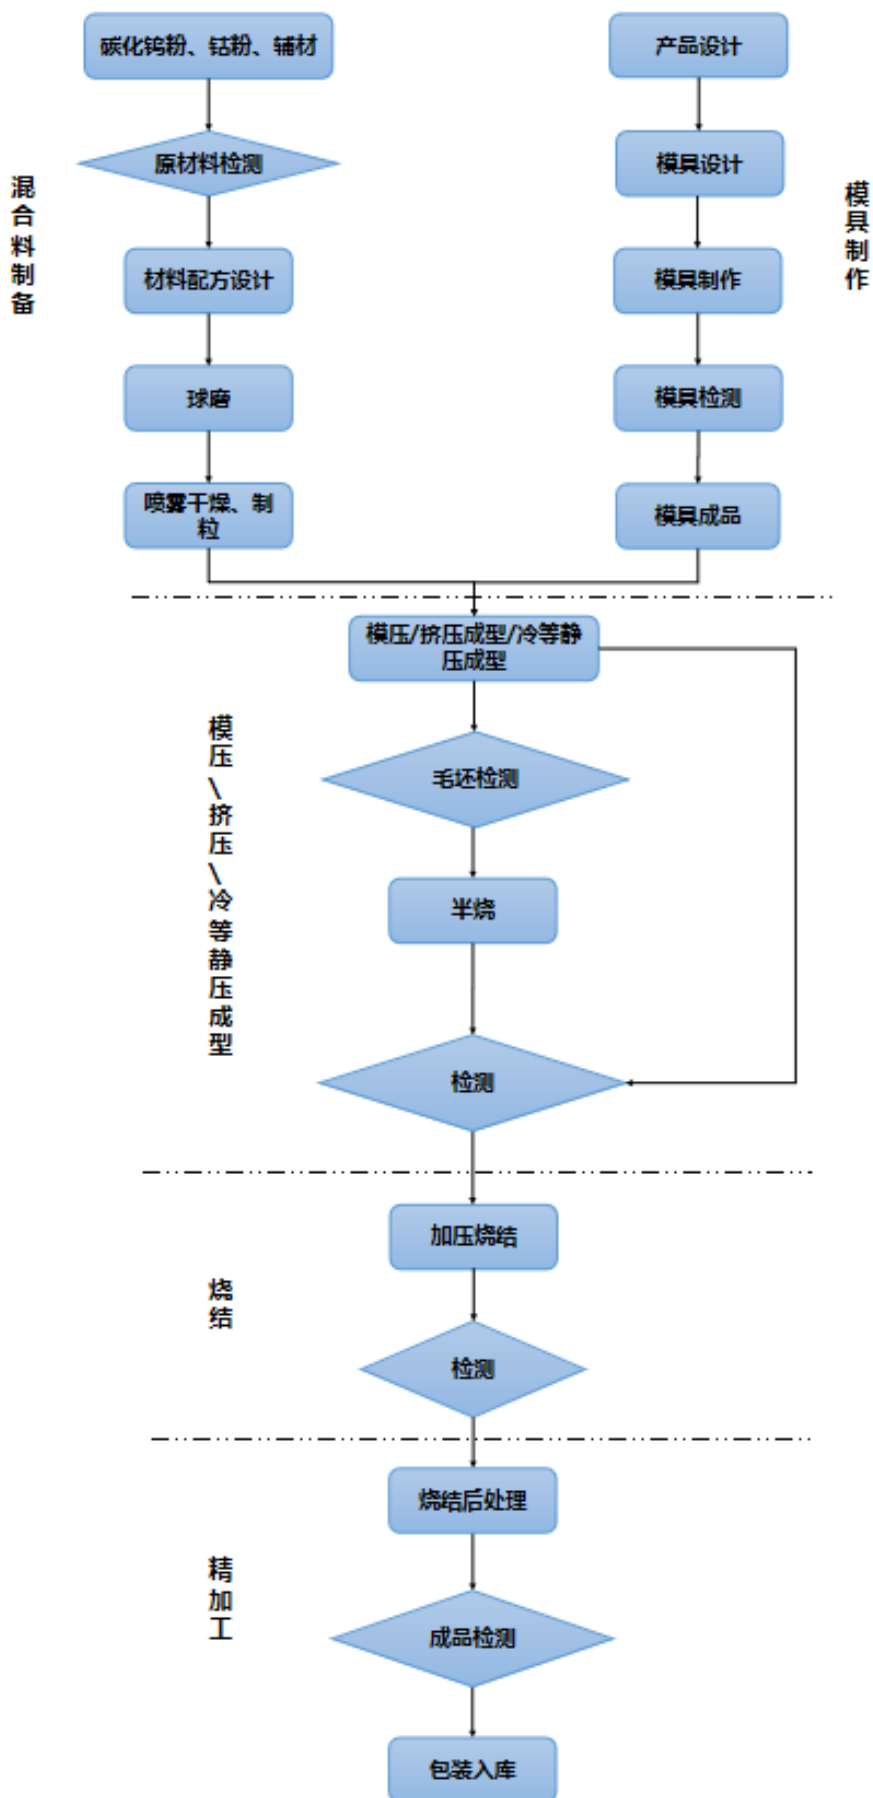 碳化钨粉、钴粉、辅材
原材料检测
材料配方设计
球磨
喷雾干燥、制
粒
混合料制备
产品设计
模具设计
模具制作
模具检测
模具成品
模具制作
模压/挤压成型/冷等静
压成型
毛坯检测
半烧
检测
模压\挤压\冷等静压成型
加压烧结
检测
烧结
烧结后处理
成品检测
包装入库
精加工